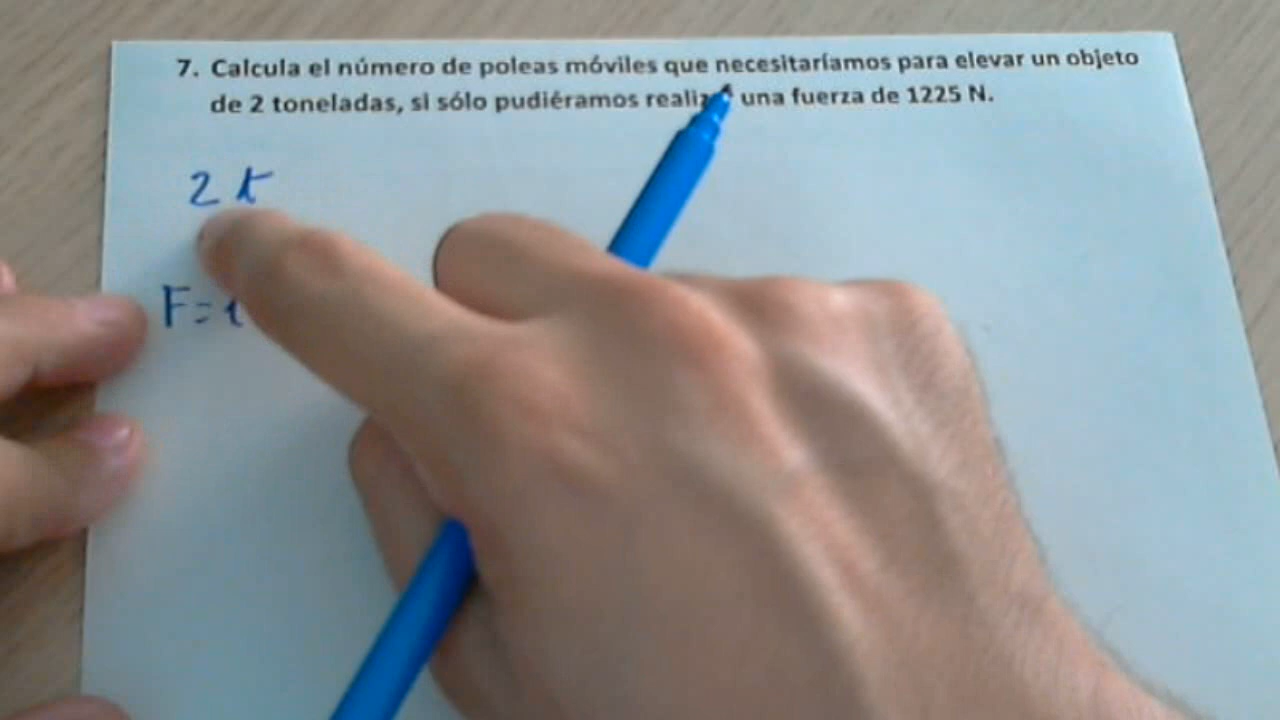 7. Calcula el número de poleas móviles que necesitaríamos para elevar un objeto
de 2 toneladas, si sólo pudiéramos una fuerza de 1225 N.
2 t
F=